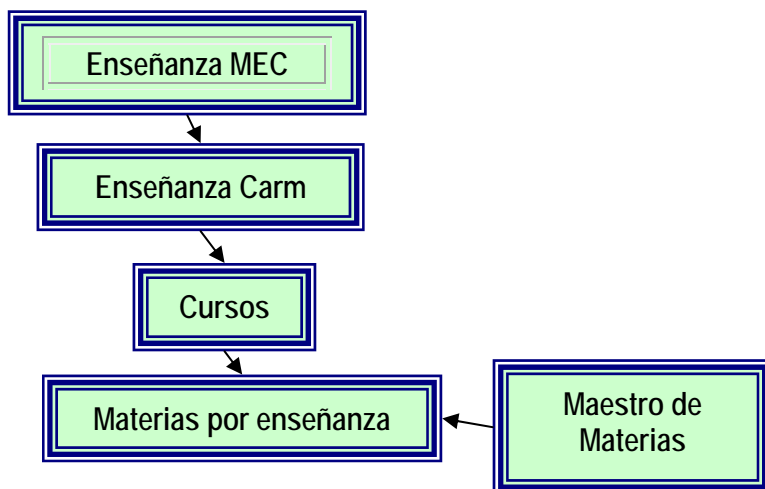 Enseñanza MEC
Enseñanza Carm
Cursos
Materias por enseñanza
Maestro de
Materias